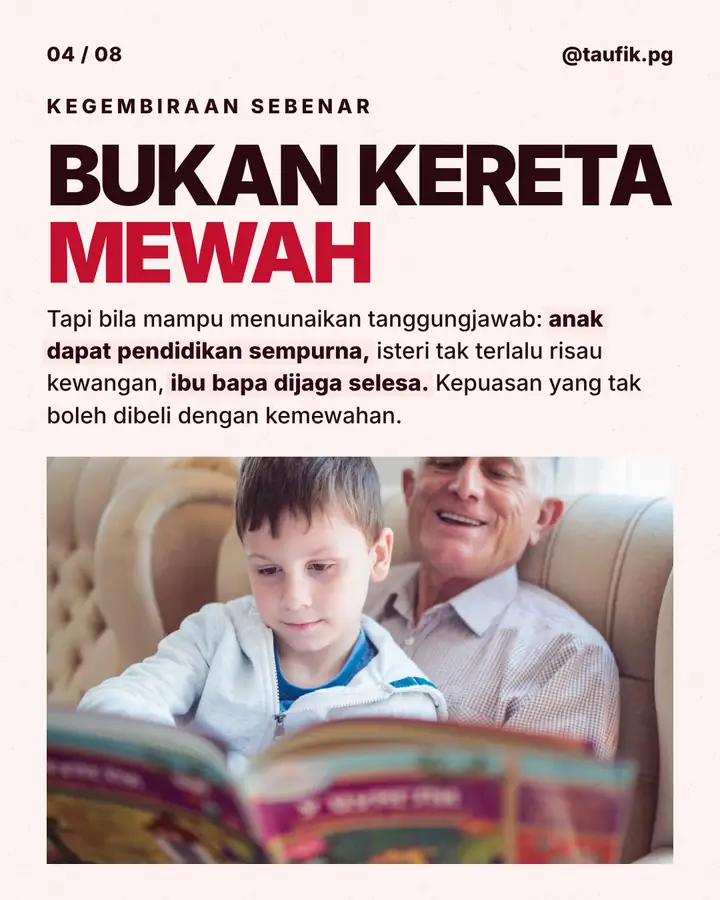 04 / 08
@taufik.pg
KEGEMBIRAAN SEBENAR
BUKAN KERETA
MEWAH
Tapi bila mampu menunaikan tanggungjawab: anak
dapat pendidikan sempurna, isteri tak terlalu risau
kewangan, ibu bapa dijaga selesa. Kepuasan yang tak
boleh dibeli dengan kemewahan.